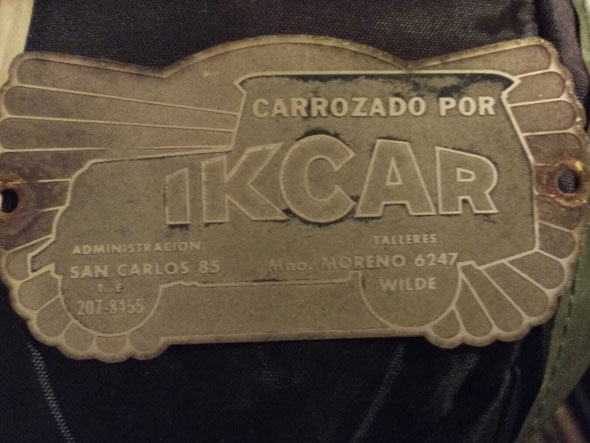 CARROZADO POR
IKCAR
ADMINISTRACION
SAN CARLOS 85
T. E.
207-8455
TALLERES
Mno. MORENO 6247
WILDE